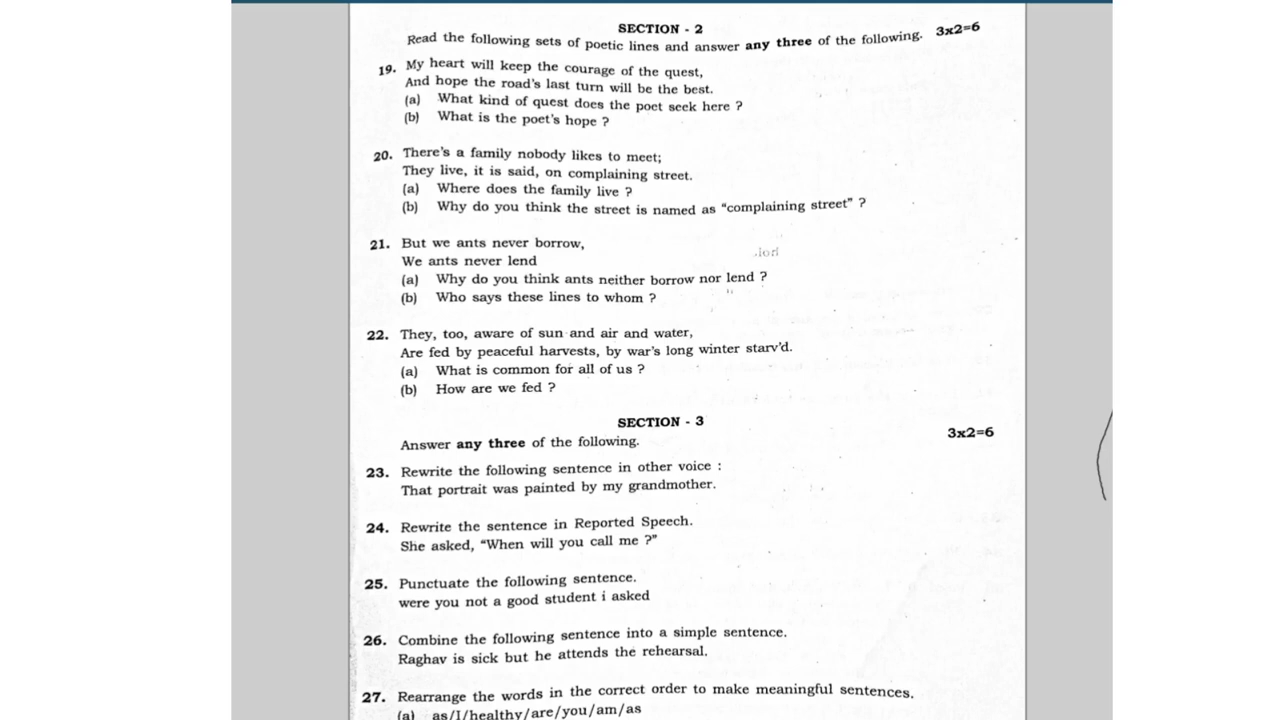 SECTION - 2
Read the following sets of poetic lines and answer any three of the following. 3x2=6
19. My heart will keep the courage of the quest,
And hope the road's last turn will be the best.
(a) What kind of quest does the poet seek here ?
(b) What is the poet's hope ?
20. There's a family nobody likes to meet;
They live, it is said, on complaining street.
(a) Where does the family live ?
(b) Why do you think the street is named as "complaining street" ?
21. But we ants never borrow,
We ants never lend
(a) Why do you think ants neither borrow nor lend ?
(b) Who says these lines to whom ?
22. They, too, aware of sun and air and water,
Are fed by peaceful harvests, by war's long winter starv'd.
(a) What is common for all of us ?
(b) How are we fed ?
SECTION - 3
Answer any three of the following. 3x2=6
23. Rewrite the following sentence in other voice :
That portrait was painted by my grandmother.
24. Rewrite the sentence in Reported Speech.
She asked, "When will you call me ?"
25. Punctuate the following sentence.
were you not a good student i asked
26. Combine the following sentence into a simple sentence.
Raghav is sick but he attends the rehearsal.
27. Rearrange the words in the correct order to make meaningful sentences.
(a) as/I/healthy/are/you/am/as